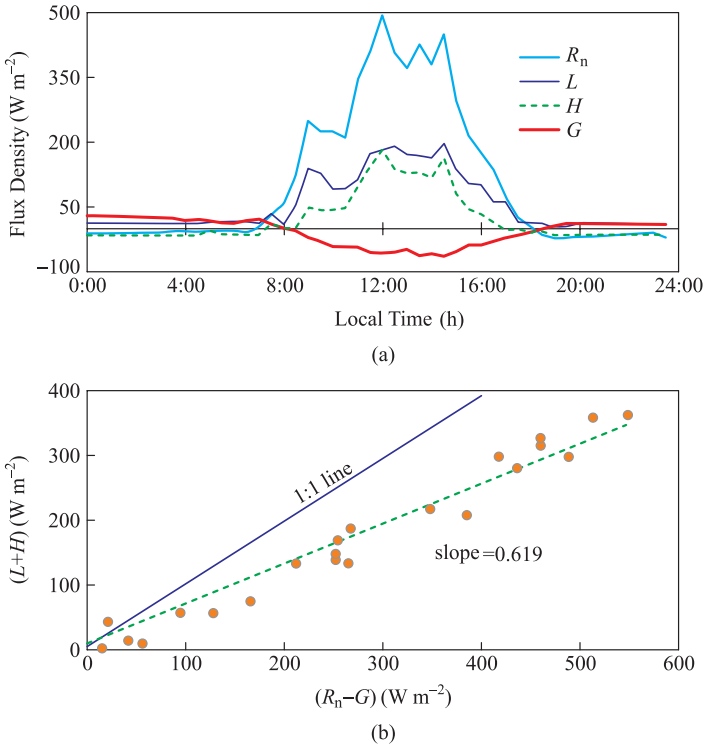 500
350
200
50
−100
Flux Density (W m−2)
Rn
L
H
G
0:00 4:00 8:00 12:00 16:00 20:00 24:00
Local Time (h)
(a)
400
300
200
100
0
(L+H) (W m−2)
1:1 line
slope=0.619
0 100 200 300 400 500 600
(Rn−G) (W m−2)
(b)